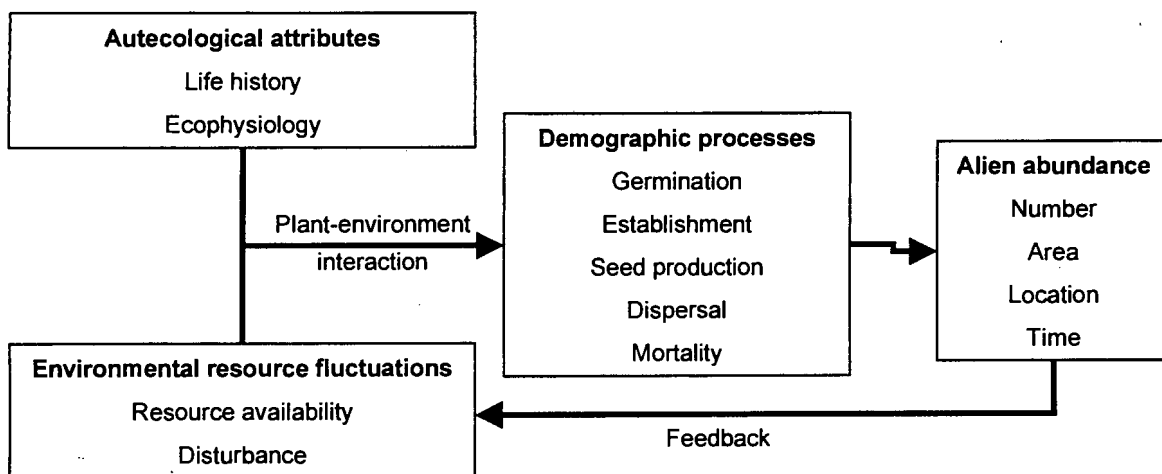 Autecological attributes
Life history
Ecophysiology
Plant-environment
interaction
Demographic processes
Germination
Establishment
Seed production
Dispersal
Mortality
Alien abundance
Number
Area
Location
Time
Environmental resource fluctuations
Resource availability
Disturbance
Feedback